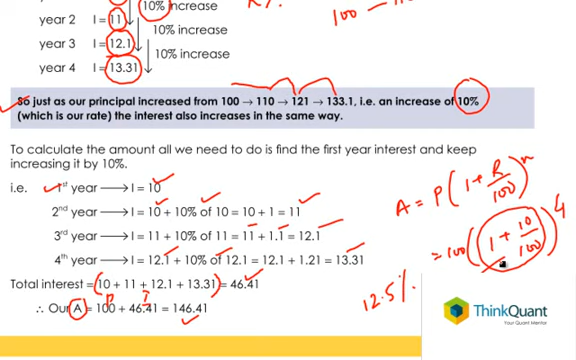 10% increase
year 2 I = 11
10% increase
year 3 I = 12.1
10% increase
year 4 I = 13.31
100
So just as our principal increased from 100 → 110 → 121 → 133.1, i.e. an increase of 10%
(which is our rate) the interest also increases in the same way.
To calculate the amount all we need to do is find the first year interest and keep
increasing it by 10%.
i.e. 1st year ⟶ I = 10
2nd year ⟶ I = 10 + 10% of 10 = 10 + 1 = 11
3rd year ⟶ I = 11 + 10% of 11 = 11 + 1.1 = 12.1
4th year ⟶ I = 12.1 + 10% of 12.1 = 12.1 + 1.21 = 13.31
Total interest = (10 + 11 + 12.1 + 13.31) = 46.41
P I
∴ Our A = 100 + 46.41 = 146.41
A = P(1 + R/100)^n
= 100(1 + 10/100)^4
12.5%
ThinkQuant
Your Quant Mentor